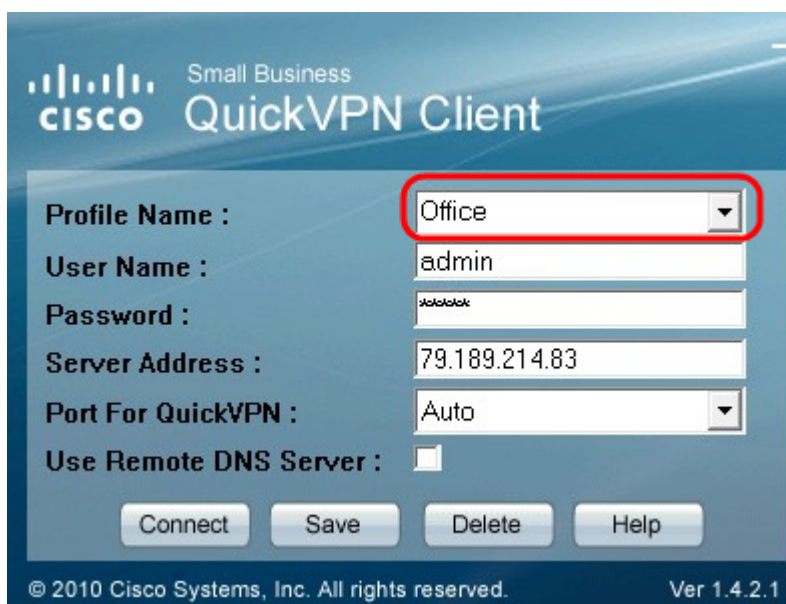 Small Business
CISCO QuickVPN Client
Profile Name : Office
User Name : admin
Password : ******
Server Address : 79.189.214.83
Port For QuickVPN : Auto
Use Remote DNS Server :
Connect Save Delete Help
© 2010 Cisco Systems, Inc. All rights reserved. Ver 1.4.2.1